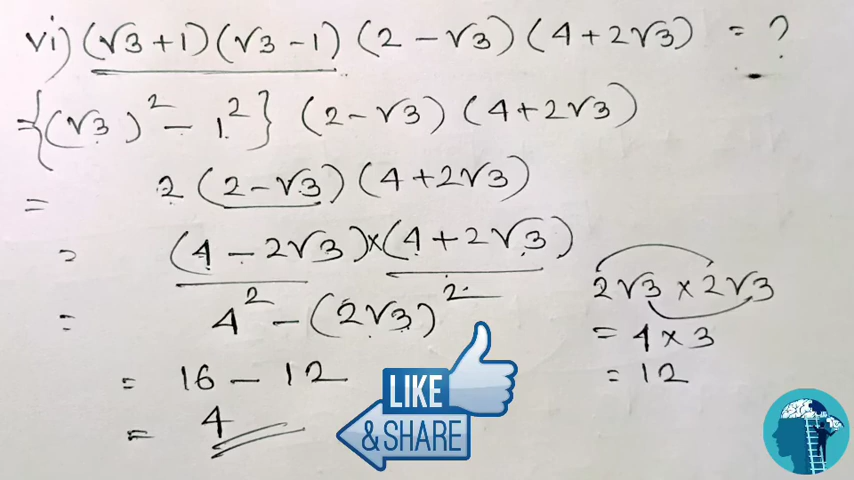 vi) (√3 + 1) (√3 - 1) (2 - √3) (4 + 2√3) = ?
= {(√3)² - 1²} (2 - √3) (4 + 2√3)
= 2 (2 - √3) (4 + 2√3)
= (4 - 2√3) × (4 + 2√3)
= 4² - (2√3)²
= 16 - 12
= 4
2√3 × 2√3
= 4 × 3
= 12
LIKE
& SHARE